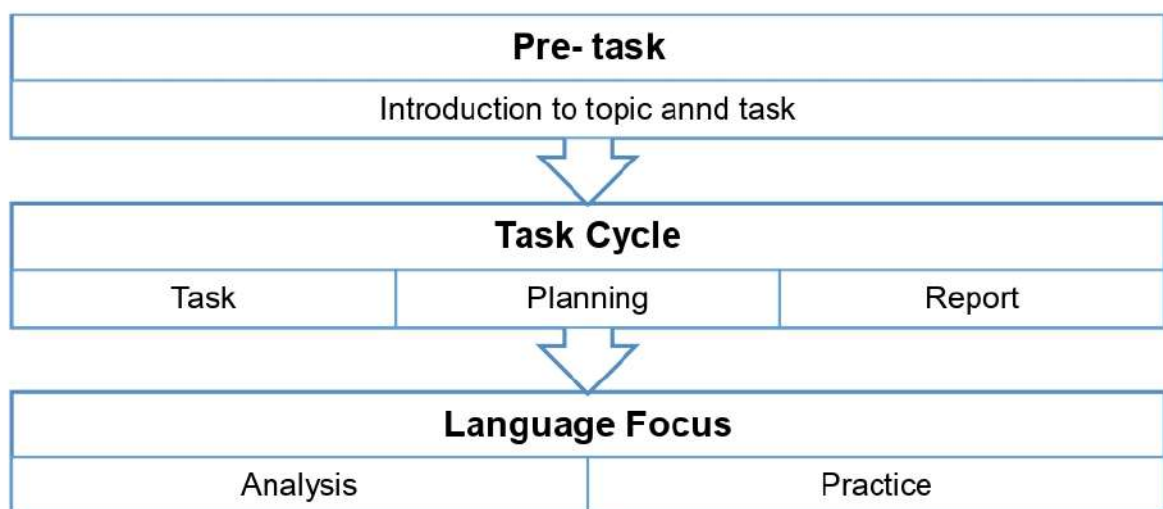 Pre- task
Introduction to topic annd task
Task Cycle
Task Planning Report
Language Focus
Analysis Practice